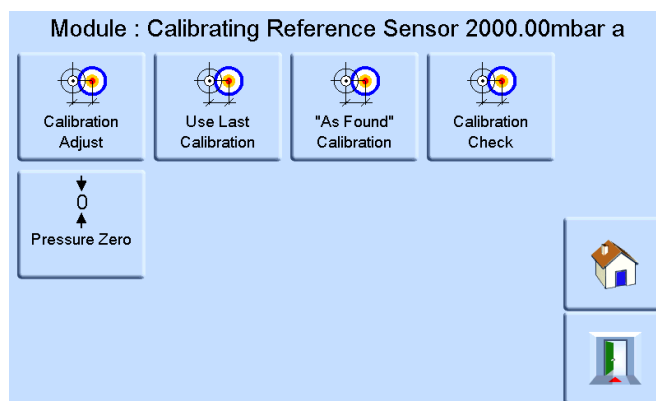 Module : Calibrating Reference Sensor 2000.00mbar a
Calibration
Adjust
Use Last
Calibration
"As Found"
Calibration
Calibration
Check
0
Pressure Zero